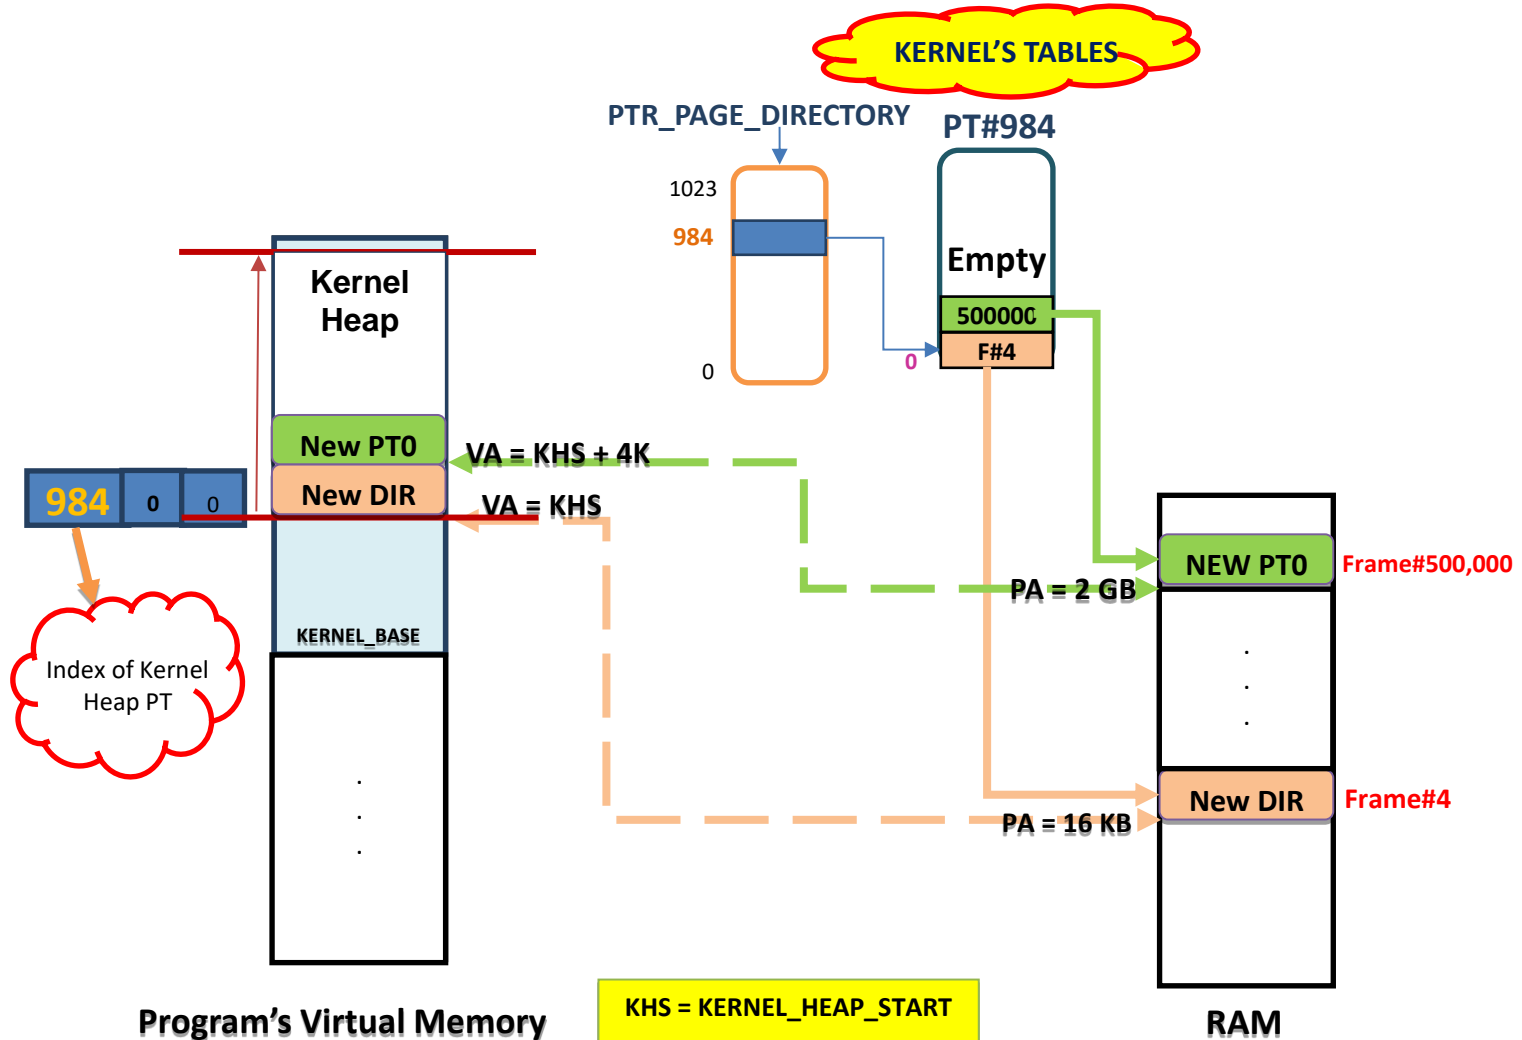 KERNEL'S TABLES
PTR_PAGE_DIRECTORY
PT#984
1023
984
0
Empty
500000
F#4
0
Kernel
Heap
New PT0
New DIR
VA = KHS + 4K
VA = KHS
984 0 0
KERNEL_BASE
Index of Kernel
Heap PT
.
.
.
NEW PT0
Frame#500,000
PA = 2 GB
.
.
.
New DIR
Frame#4
PA = 16 KB
Program's Virtual Memory
KHS = KERNEL_HEAP_START
RAM